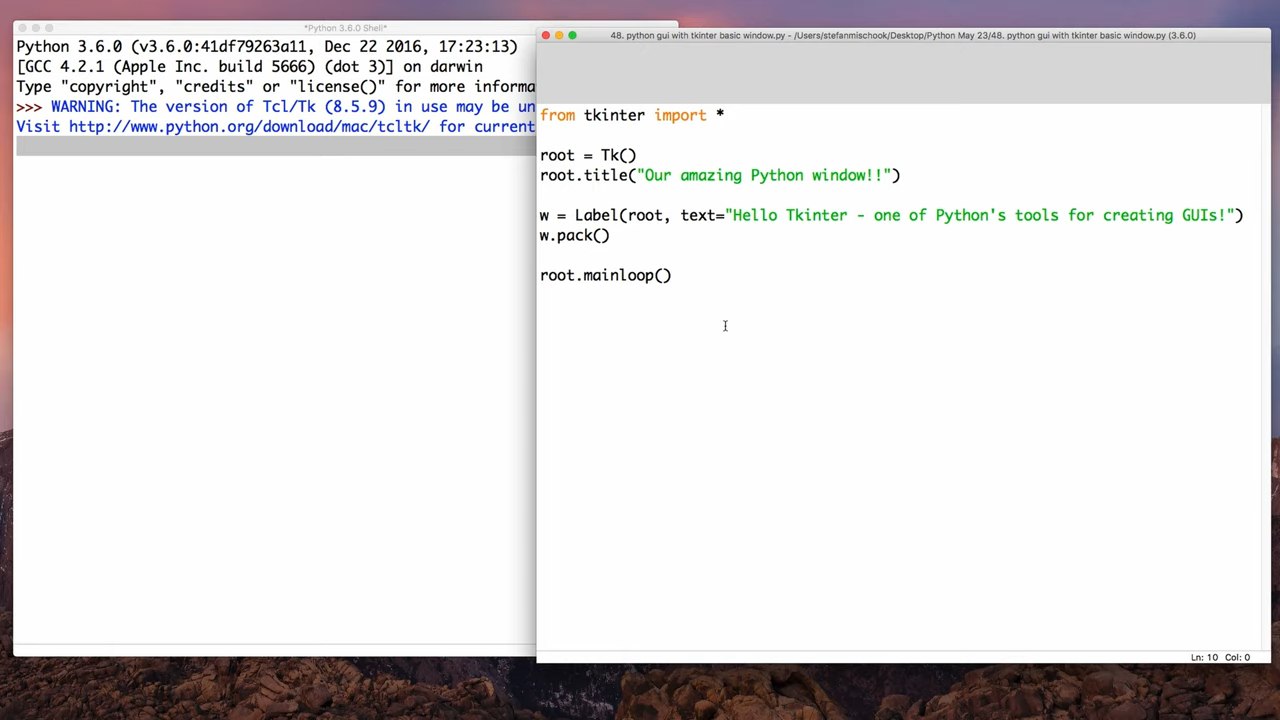 *Python 3.6.0 Shell*
Python 3.6.0 (v3.6.0:41df79263a11, Dec 22 2016, 17:23:13)
[GCC 4.2.1 (Apple Inc. build 5666) (dot 3)] on darwin
Type "copyright", "credits" or "license()" for more informa
>>> WARNING: The version of Tcl/Tk (8.5.9) in use may be un
Visit http://www.python.org/download/mac/tcltk/ for current
48. python gui with tkinter basic window.py - /Users/stefanmischook/Desktop/Python May 23/48. python gui with tkinter basic window.py (3.6.0)
from tkinter import *
root = Tk()
root.title("Our amazing Python window!!")
w = Label(root, text="Hello Tkinter - one of Python's tools for creating GUIs!")
w.pack()
root.mainloop()
Ln: 10 Col: 0